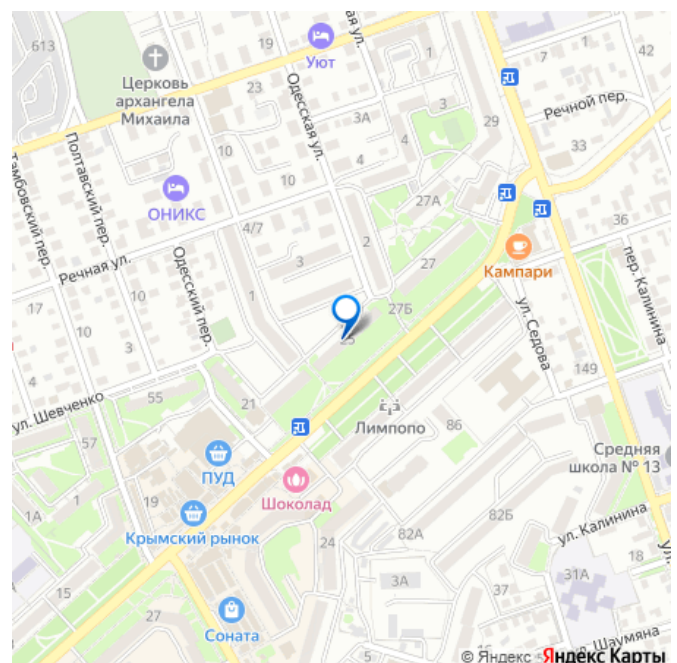 613
19
Уют
1
7
42
Церковь
архангела
Михаила
23
Одесская ул.
3А
3
29
Речной пер.
33
Полтавский пер.
10
4
4
10
ОНИКС
27А
Тамбовский пер.
4/7
2
36
Кампари
Речная ул.
3
27
пер. Калинина
17
Одесский пер.
1
27Б
10
3
25
ул. Седова
4
149
ул. Шевченко
55
21
Лимпопо
86
57
ПУД
Средняя
школа № 13
Шоколад
19
1А
Крымский рынок
82Б
82А
24
ул. Калинина
18
15
3А
37
31А
27
Соната
16
ул. Шаумяна
© Яндекс
Яндекс Карты